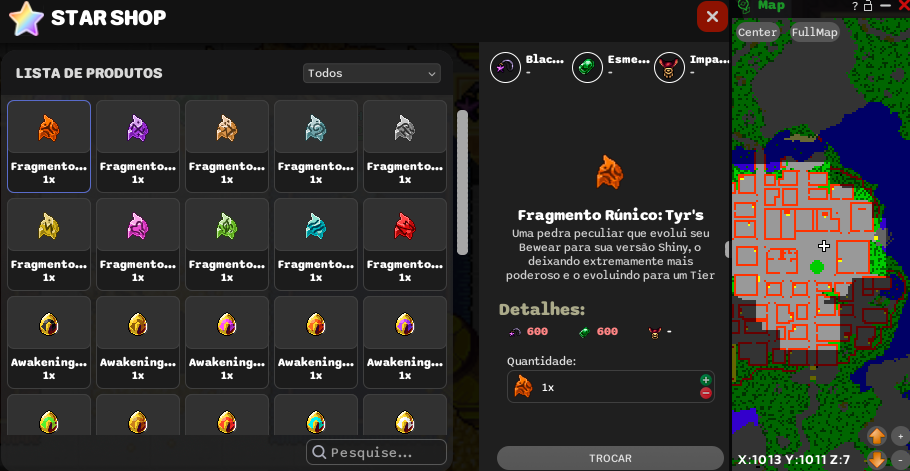 STAR SHOP
LISTA DE PRODUTOS
Todos
Fragmento...
1x
Fragmento...
1x
Fragmento...
1x
Fragmento...
1x
Fragmento...
1x
Fragmento...
1x
Fragmento...
1x
Fragmento...
1x
Fragmento...
1x
Fragmento...
1x
Awakening...
1x
Awakening...
1x
Awakening...
1x
Awakening...
1x
Awakening...
1x
Pesquise...
Blac...
-
Esme...
-
Impa...
-
Fragmento Rúnico: Tyr's
Uma pedra peculiar que evolui seu
Bewear para sua versão Shiny, o
deixando extremamente mais
poderoso e o evoluindo para um Tier
Detalhes:
600 600 -
Quantidade:
1x
TROCAR
Map
Center FullMap
X:1013 Y:1011 Z:7